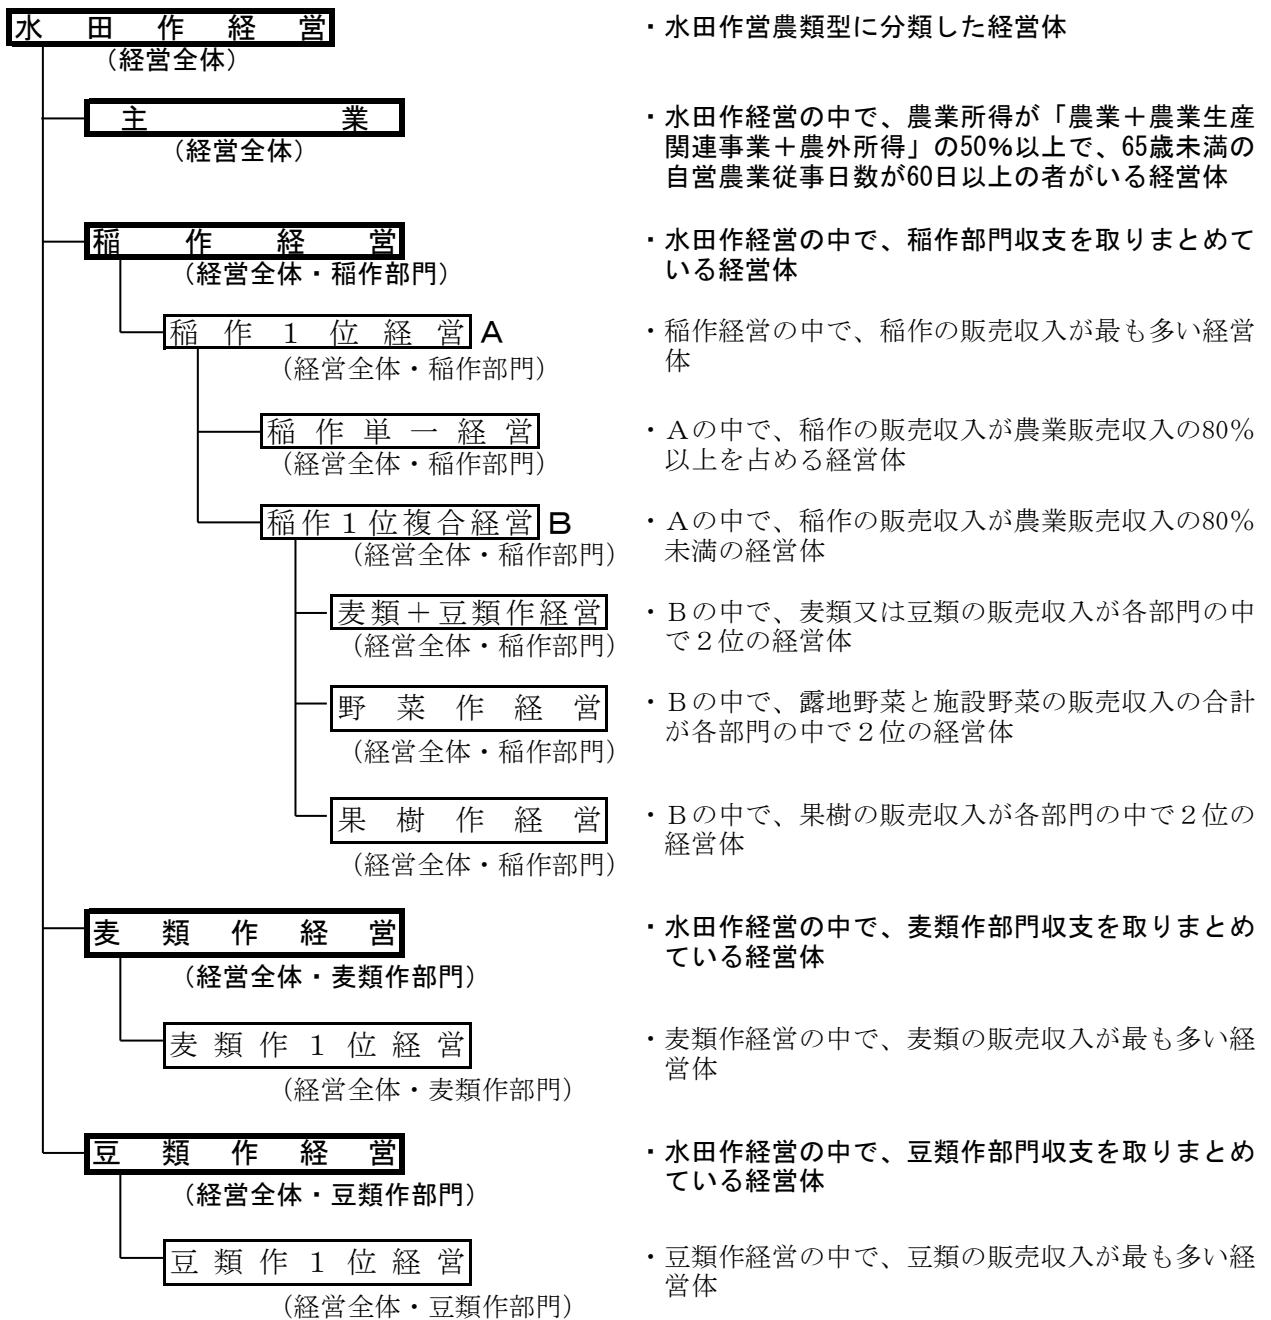 水田作経営
（経営全体）
・水田作営農類型に分類した経営体
主業
（経営全体）
・水田作経営の中で、農業所得が「農業＋農業生産
関連事業＋農外所得」の50％以上で、65歳未満の
自営農業従事日数が60日以上の者がいる経営体
稲作経営
（経営全体・稲作部門）
・水田作経営の中で、稲作部門収支を取りまとめて
いる経営体
稲作１位経営 Ａ
（経営全体・稲作部門）
・稲作経営の中で、稲作の販売収入が最も多い経営
体
稲作単一経営
（経営全体・稲作部門）
・Ａの中で、稲作の販売収入が農業販売収入の80％
以上を占める経営体
稲作１位複合経営 Ｂ
（経営全体・稲作部門）
・Ａの中で、稲作の販売収入が農業販売収入の80％
未満の経営体
麦類＋豆類作経営
（経営全体・稲作部門）
・Ｂの中で、麦類又は豆類の販売収入が各部門の中
で２位の経営体
野菜作経営
（経営全体・稲作部門）
・Ｂの中で、露地野菜と施設野菜の販売収入の合計
が各部門の中で２位の経営体
果樹作経営
（経営全体・稲作部門）
・Ｂの中で、果樹の販売収入が各部門の中で２位の
経営体
麦類作経営
（経営全体・麦類作部門）
・水田作経営の中で、麦類作部門収支を取りまとめ
ている経営体
麦類作１位経営
（経営全体・麦類作部門）
・麦類作経営の中で、麦類の販売収入が最も多い経
営体
豆類作経営
（経営全体・豆類作部門）
・水田作経営の中で、豆類作部門収支を取りまとめ
ている経営体
豆類作１位経営
（経営全体・豆類作部門）
・豆類作経営の中で、豆類の販売収入が最も多い経
営体